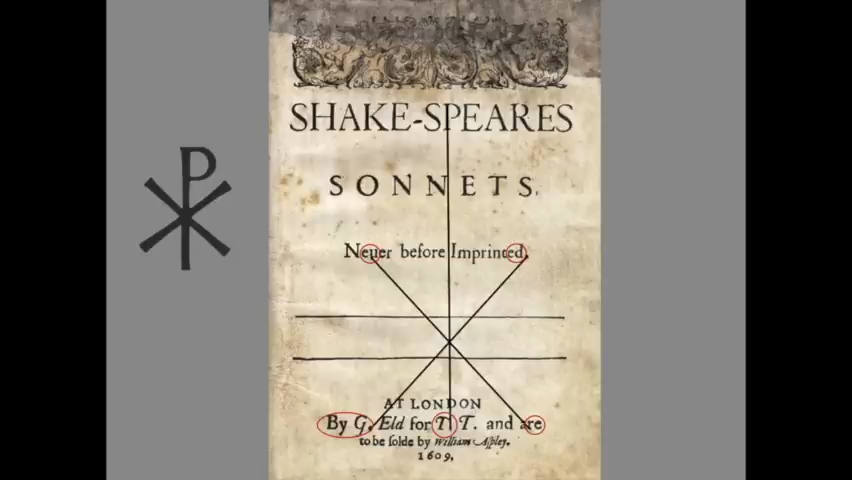 SHAKE-SPEARES
SONNETS.
Neuer before Imprinted.
AT LONDON
By G. Eld for T. T. and are
to be solde by William Aspley.
1609.